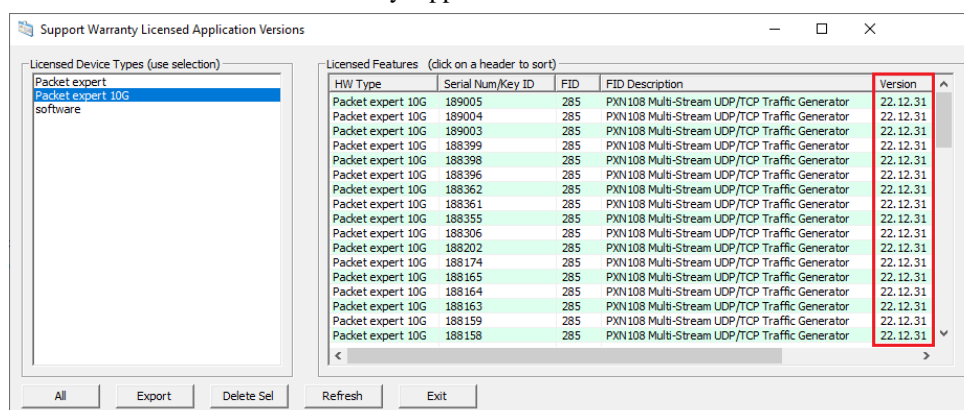 Support Warranty Licensed Application Versions
Licensed Device Types (use selection)
Packet expert
Packet expert 10G
software
Licensed Features (click on a header to sort)
HW Type Serial Num/Key ID FID FID Description Version
Packet expert 10G 189005 285 PXN108 Multi-Stream UDP/TCP Traffic Generator 22.12.31
Packet expert 10G 189004 285 PXN108 Multi-Stream UDP/TCP Traffic Generator 22.12.31
Packet expert 10G 189003 285 PXN108 Multi-Stream UDP/TCP Traffic Generator 22.12.31
Packet expert 10G 188399 285 PXN108 Multi-Stream UDP/TCP Traffic Generator 22.12.31
Packet expert 10G 188398 285 PXN108 Multi-Stream UDP/TCP Traffic Generator 22.12.31
Packet expert 10G 188396 285 PXN108 Multi-Stream UDP/TCP Traffic Generator 22.12.31
Packet expert 10G 188362 285 PXN108 Multi-Stream UDP/TCP Traffic Generator 22.12.31
Packet expert 10G 188361 285 PXN108 Multi-Stream UDP/TCP Traffic Generator 22.12.31
Packet expert 10G 188355 285 PXN108 Multi-Stream UDP/TCP Traffic Generator 22.12.31
Packet expert 10G 188306 285 PXN108 Multi-Stream UDP/TCP Traffic Generator 22.12.31
Packet expert 10G 188202 285 PXN108 Multi-Stream UDP/TCP Traffic Generator 22.12.31
Packet expert 10G 188174 285 PXN108 Multi-Stream UDP/TCP Traffic Generator 22.12.31
Packet expert 10G 188165 285 PXN108 Multi-Stream UDP/TCP Traffic Generator 22.12.31
Packet expert 10G 188164 285 PXN108 Multi-Stream UDP/TCP Traffic Generator 22.12.31
Packet expert 10G 188163 285 PXN108 Multi-Stream UDP/TCP Traffic Generator 22.12.31
Packet expert 10G 188159 285 PXN108 Multi-Stream UDP/TCP Traffic Generator 22.12.31
Packet expert 10G 188158 285 PXN108 Multi-Stream UDP/TCP Traffic Generator 22.12.31
All Export Delete Sel Refresh Exit